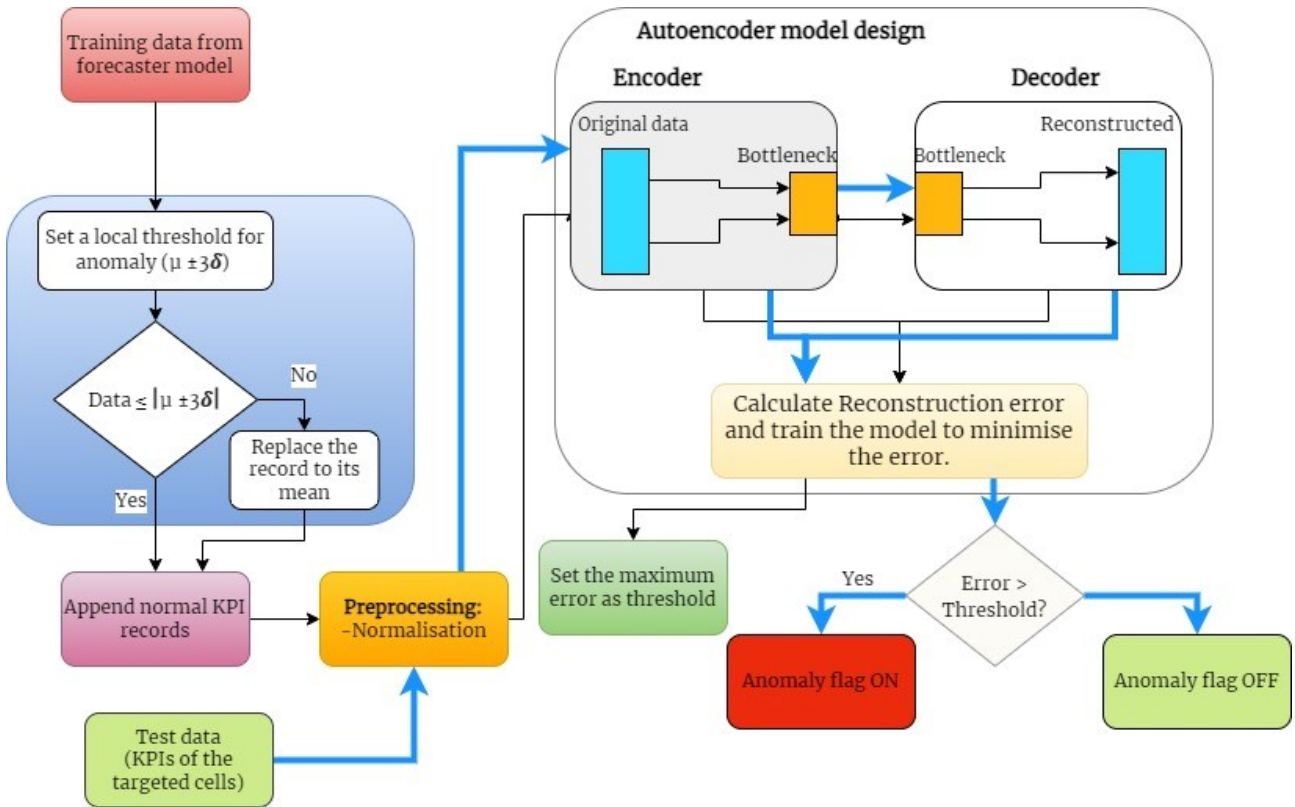 Training data from
forecaster model
Set a local threshold for
anomaly (µ ±3δ)
Data ≤ |µ ±3δ|
No
Replace the
record to its
mean
Yes
Append normal KPI
records
Preprocessing:
-Normalisation
Test data
(KPIs of the
targeted cells)
Autoencoder model design
Encoder
Decoder
Original data
Bottleneck
Bottleneck
Reconstructed
Calculate Reconstruction error
and train the model to minimise
the error.
Set the maximum
error as threshold
Yes
Error >
Threshold?
Anomaly flag ON
Anomaly flag OFF